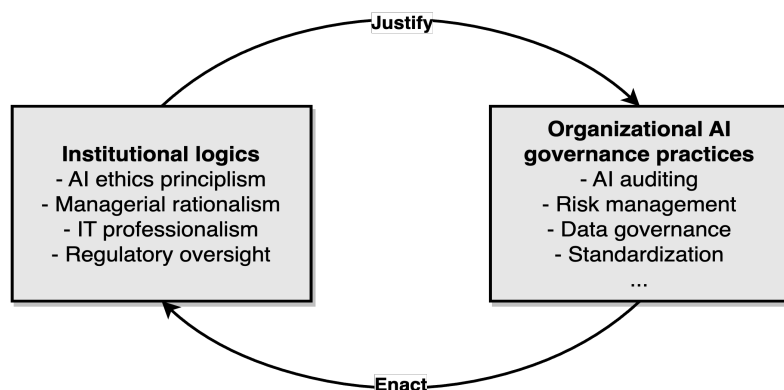 Justify
Institutional logics
- AI ethics principlism
- Managerial rationalism
- IT professionalism
- Regulatory oversight
Organizational AI
governance practices
- AI auditing
- Risk management
- Data governance
- Standardization
...
Enact